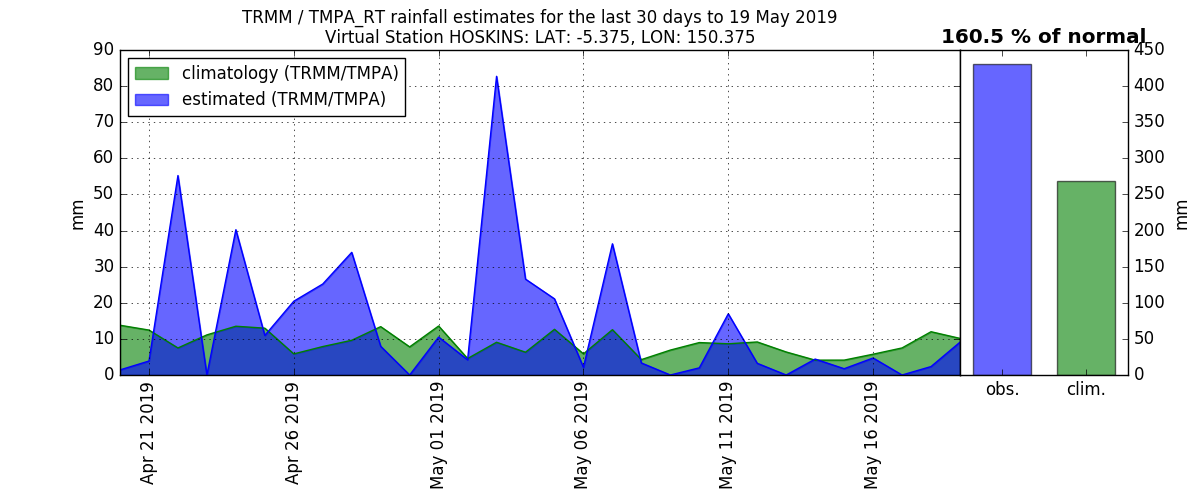 TRMM / TMPA_RT rainfall estimates for the last 30 days to 19 May 2019
Virtual Station HOSKINS: LAT: -5.375, LON: 150.375
160.5 % of normal
climatology (TRMM/TMPA)
estimated (TRMM/TMPA)
90
80
70
60
50
40
30
20
10
0
mm
Apr 21 2019
Apr 26 2019
May 01 2019
May 06 2019
May 11 2019
May 16 2019
450
400
350
300
250
200
150
100
50
0
mm
obs.
clim.